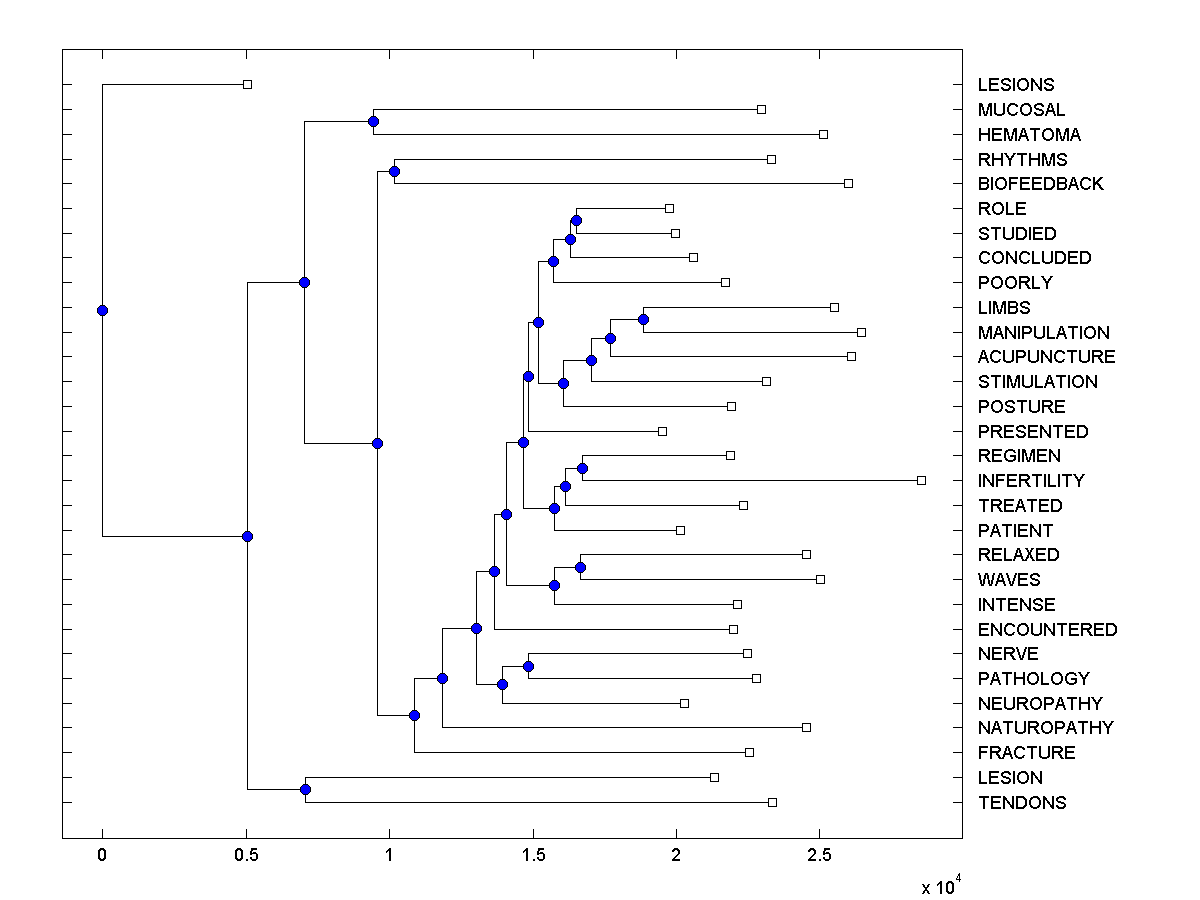 LESIONS
MUCOSAL
HEMATOMA
RHYTHMS
BIOFEEDBACK
ROLE
STUDIED
CONCLUDED
POORLY
LIMBS
MANIPULATION
ACUPUNCTURE
STIMULATION
POSTURE
PRESENTED
REGIMEN
INFERTILITY
TREATED
PATIENT
RELAXED
WAVES
INTENSE
ENCOUNTERED
NERVE
PATHOLOGY
NEUROPATHY
NATUROPATHY
FRACTURE
LESION
TENDONS
0 0.5 1 1.5 2 2.5
x 10⁴